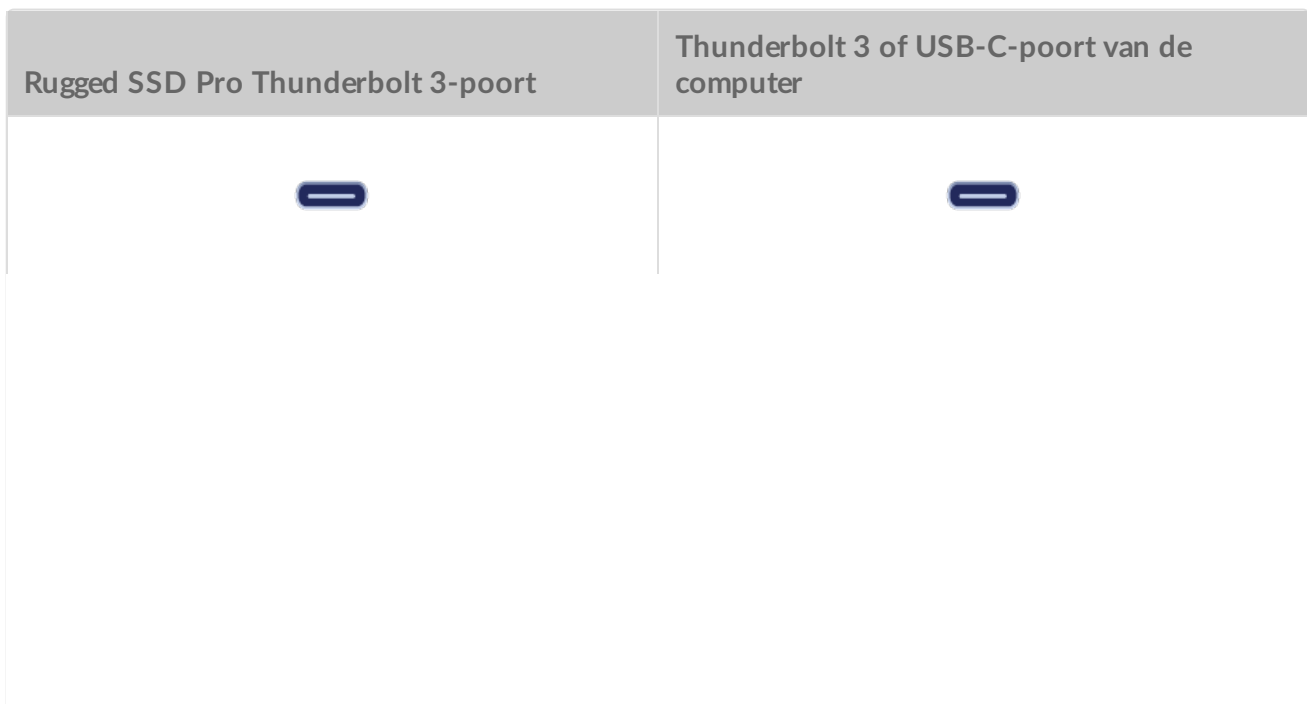 Rugged SSD Pro Thunderbolt 3-poort
Thunderbolt 3 of USB-C-poort van de
computer